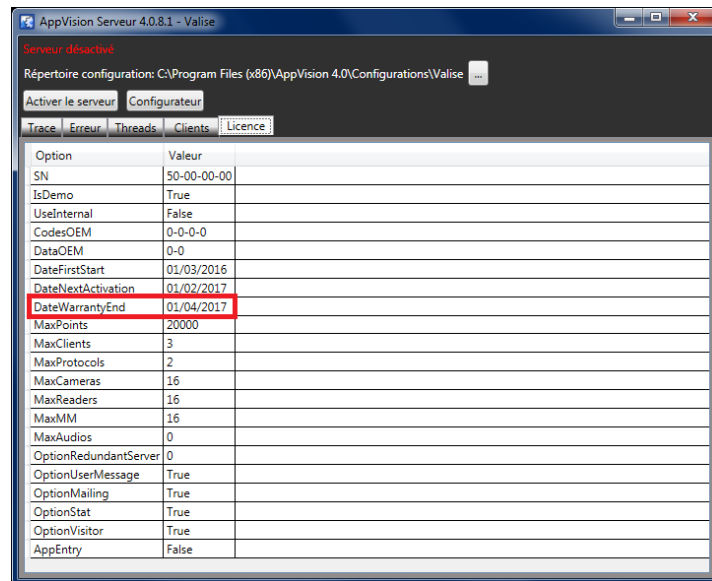 AppVision Serveur 4.0.8.1 - Valise
Serveur désactivé
Répertoire configuration: C:\Program Files (x86)\AppVision 4.0\Configurations\Valise ...
Activer le serveur Configurateur
Trace Erreur Threads Clients Licence
Option Valeur
SN 50-00-00-00
IsDemo True
UseInternal False
CodesOEM 0-0-0-0
DataOEM 0-0
DateFirstStart 01/03/2016
DateNextActivation 01/02/2017
DateWarrantyEnd 01/04/2017
MaxPoints 20000
MaxClients 3
MaxProtocols 2
MaxCameras 16
MaxReaders 16
MaxMM 16
MaxAudios 0
OptionRedundantServer 0
OptionUserMessage True
OptionMailing True
OptionStat True
OptionVisitor True
AppEntry False